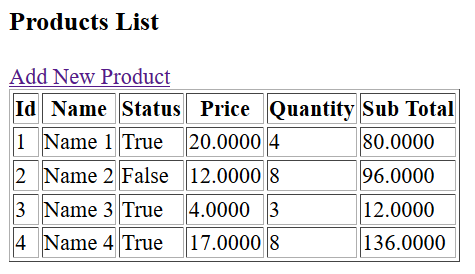 Products List
Add New Product
Id Name Status Price Quantity Sub Total
1 Name 1 True 20.0000 4 80.0000
2 Name 2 False 12.0000 8 96.0000
3 Name 3 True 4.0000 3 12.0000
4 Name 4 True 17.0000 8 136.0000